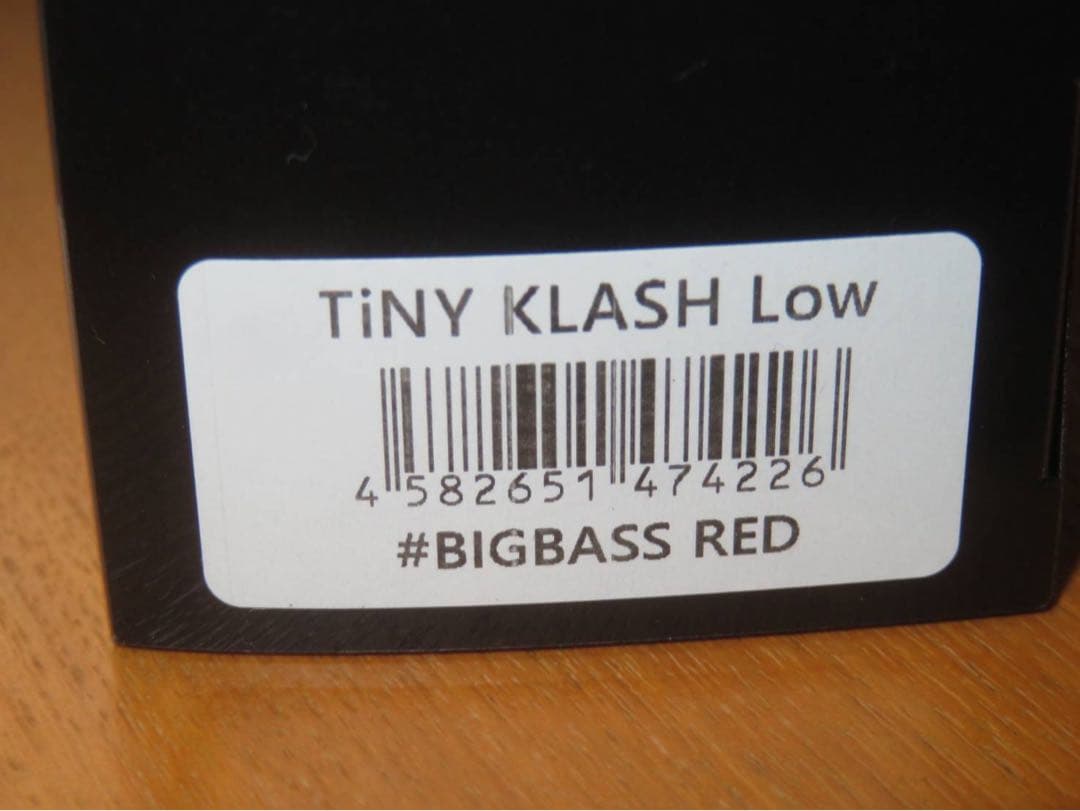 TiNY KLASH Low
4 582651 474226
#BIGBASS RED